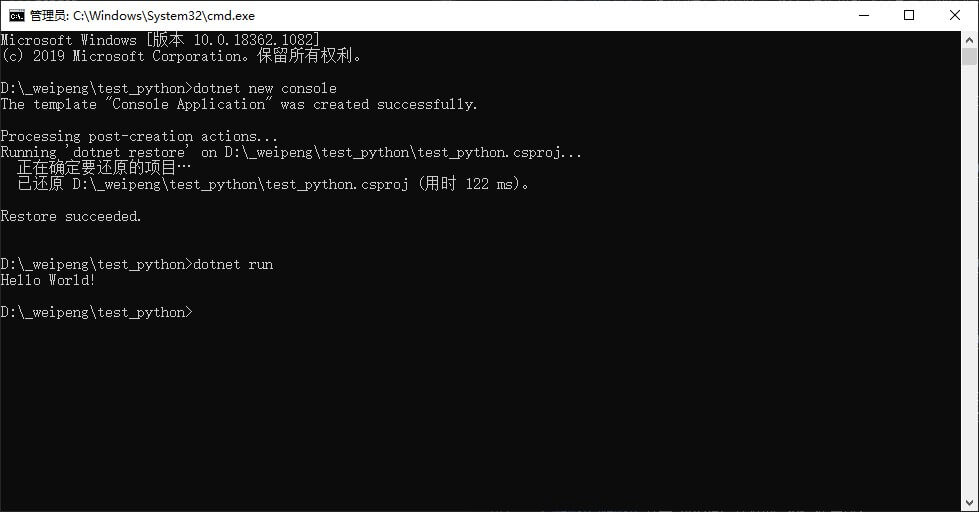 管理员: C:\Windows\System32\cmd.exe
Microsoft Windows [版本 10.0.18362.1082]
(c) 2019 Microsoft Corporation。保留所有权利。
D:\_weipeng\test_python>dotnet new console
The template "Console Application" was created successfully.
Processing post-creation actions...
Running 'dotnet restore' on D:\_weipeng\test_python\test_python.csproj...
正在确定要还原的项目…
已还原 D:\_weipeng\test_python\test_python.csproj (用时 122 ms)。
Restore succeeded.
D:\_weipeng\test_python>dotnet run
Hello World!
D:\_weipeng\test_python>